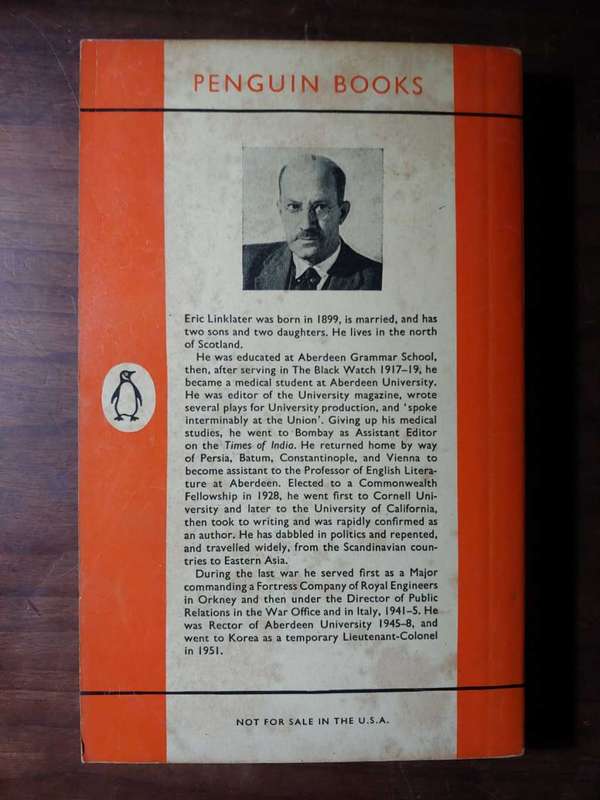 PENGUIN BOOKS
Eric Linklater was born in 1899, is married, and has
two sons and two daughters. He lives in the north
of Scotland.
He was educated at Aberdeen Grammar School,
then, after serving in The Black Watch 1917–19, he
became a medical student at Aberdeen University.
He was editor of the University magazine, wrote
several plays for University production, and ‘spoke
interminably at the Union’. Giving up his medical
studies, he went to Bombay as Assistant Editor
on the Times of India. He returned home by way
of Persia, Batum, Constantinople, and Vienna to
become assistant to the Professor of English Litera-
ture at Aberdeen. Elected to a Commonwealth
Fellowship in 1928, he went first to Cornell Uni-
versity and later to the University of California,
then took to writing and was rapidly confirmed as
an author. He has dabbled in politics and repented,
and travelled widely, from the Scandinavian coun-
tries to Eastern Asia.
During the last war he served first as a Major
commanding a Fortress Company of Royal Engineers
in Orkney and then under the Director of Public
Relations in the War Office and in Italy, 1941–5. He
was Rector of Aberdeen University 1945–8, and
went to Korea as a temporary Lieutenant-Colonel
in 1951.
NOT FOR SALE IN THE U.S.A.